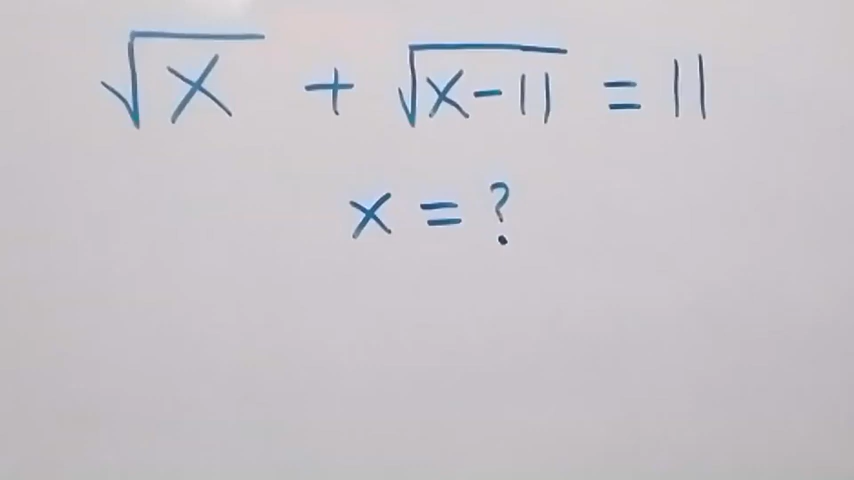 √x + √x-11 = 11
x = ?